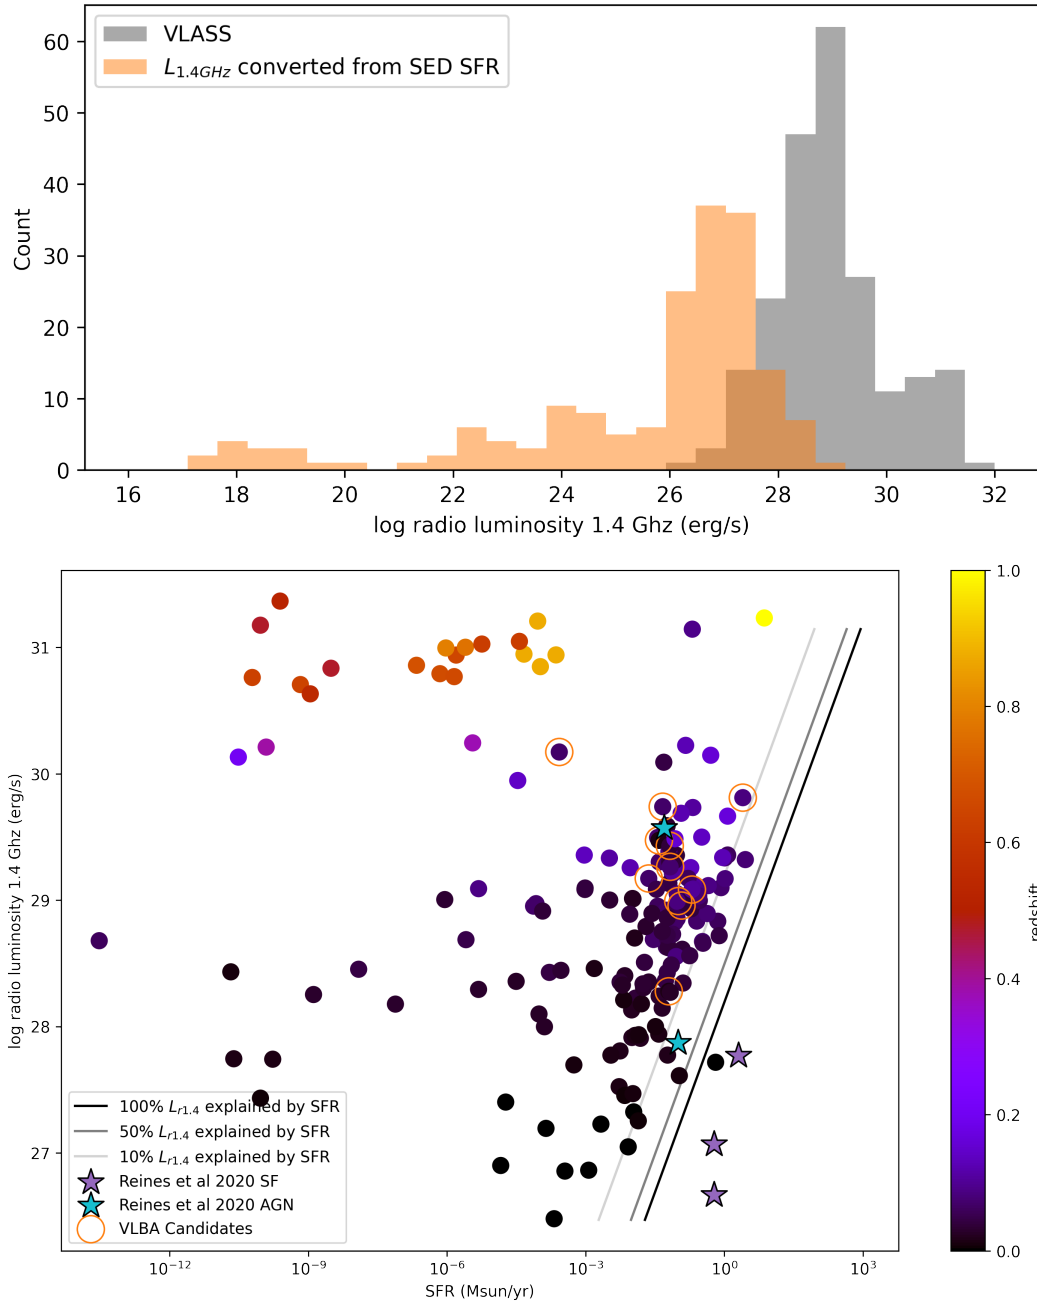 VLASS
L1.4GHz converted from SED SFR
60
50
40
30
20
10
0
Count
16 18 20 22 24 26 28 30 32
log radio luminosity 1.4 Ghz (erg/s)
31
30
29
28
27
log radio luminosity 1.4 Ghz (erg/s)
100% Lr1.4 explained by SFR
50% Lr1.4 explained by SFR
10% Lr1.4 explained by SFR
Reines et al 2020 SF
Reines et al 2020 AGN
VLBA Candidates
10⁻¹² 10⁻⁹ 10⁻⁶ 10⁻³ 10⁰ 10³
SFR (Msun/yr)
1.0
0.8
0.6
0.4
0.2
0.0
redshift